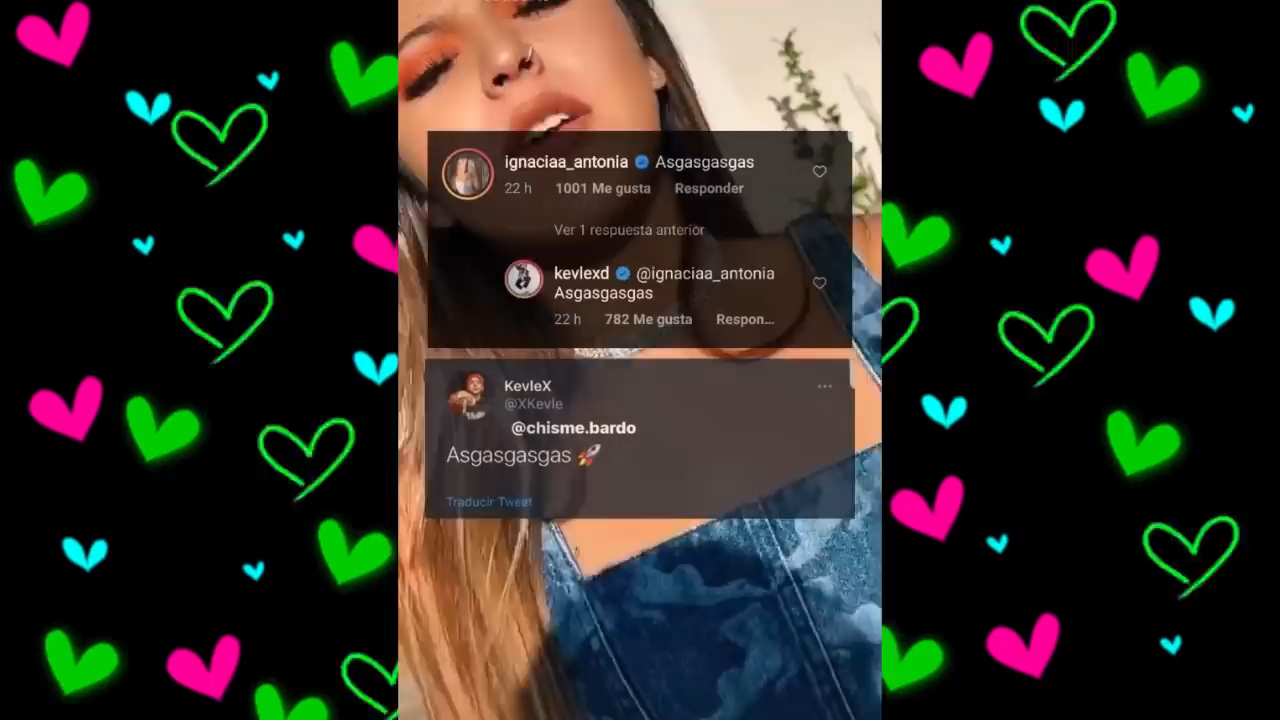 ignaciaa_antonia Asgasgasgas
22 h 1001 Me gusta Responder
Ver 1 respuesta anterior
kevlexd @ignaciaa_antonia
Asgasgasgas
22 h 782 Me gusta Respon...
KevleX
@XKevle
@chisme.bardo
Asgasgasgas 🚀
Traducir Tweet